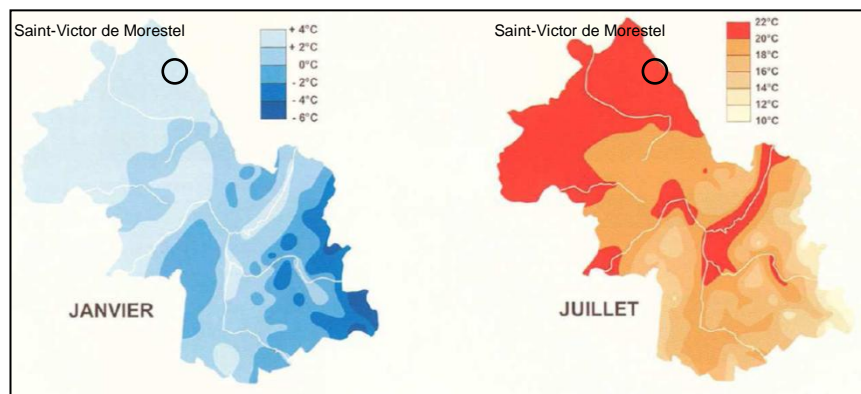 Saint-Victor de Morestel
+ 4°C
+ 2°C
0°C
- 2°C
- 4°C
- 6°C
JANVIER
Saint-Victor de Morestel
22°C
20°C
18°C
16°C
14°C
12°C
10°C
JUILLET